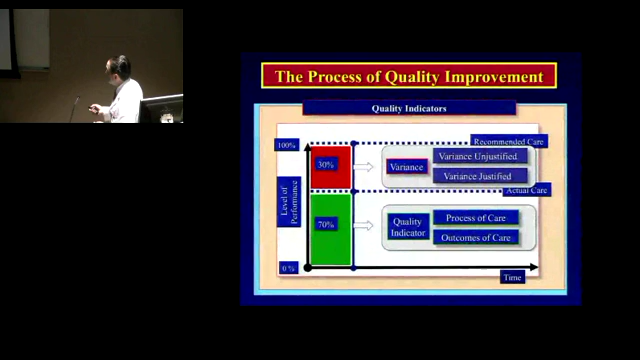 The Process of Quality Improvement
Quality Indicators
100%
Recommended Care
30%
Variance
Variance Unjustified
Variance Justified
Actual Care
Level of
Performance
70%
Quality
Indicator
Process of Care
Outcomes of Care
0 %
Time